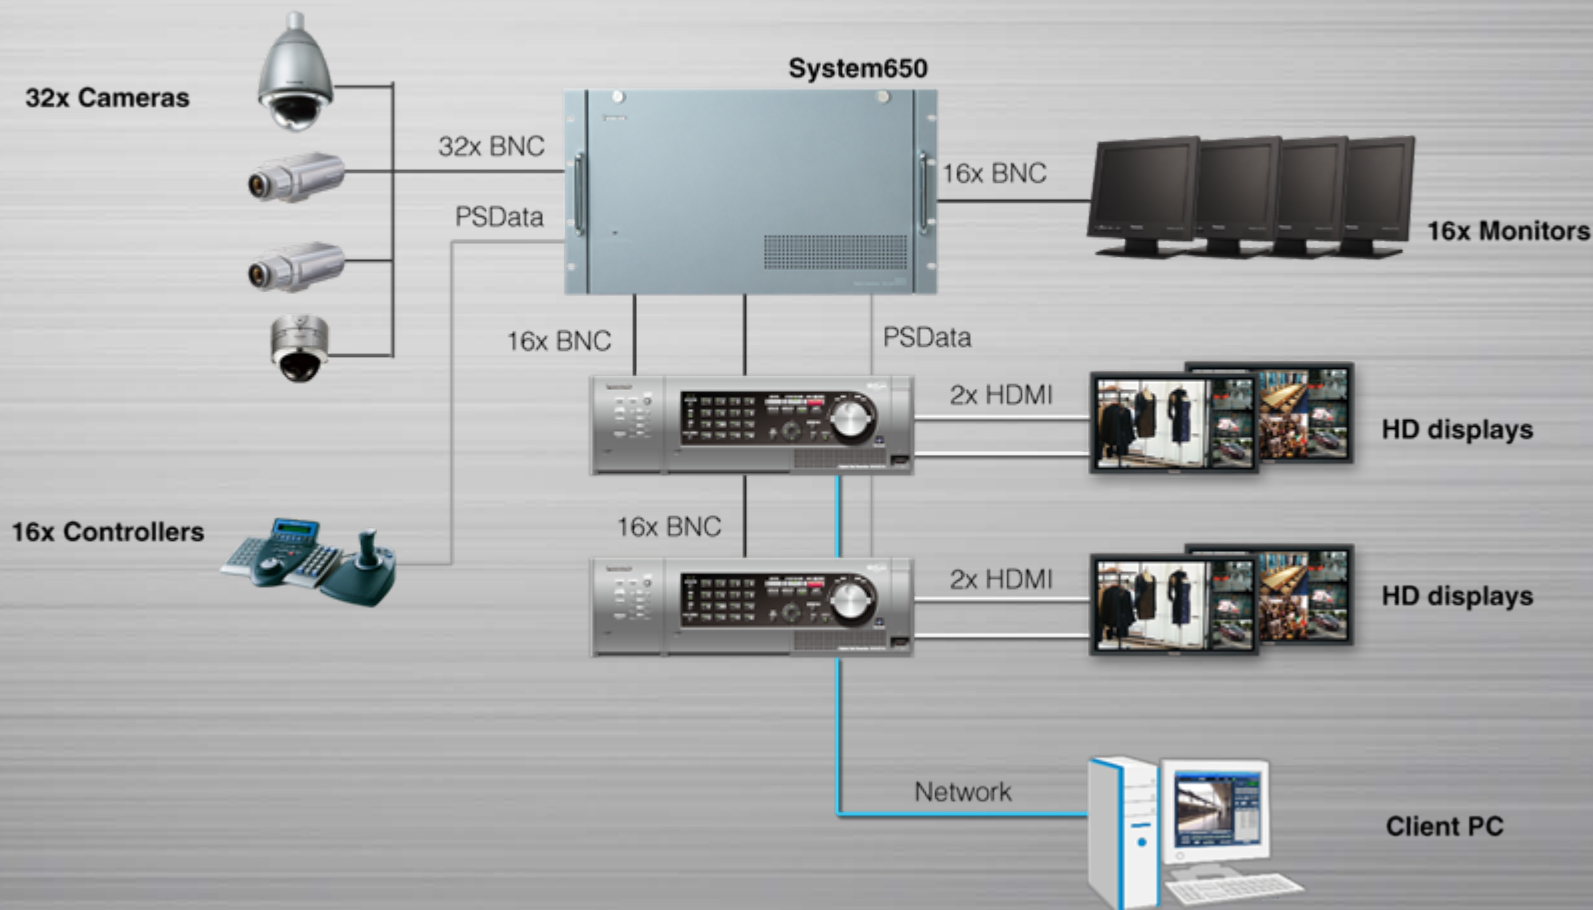 System650
32x Cameras
32x BNC
16x BNC
PSData
16x Monitors
16x BNC
PSData
2x HDMI
HD displays
16x Controllers
16x BNC
2x HDMI
HD displays
Network
Client PC